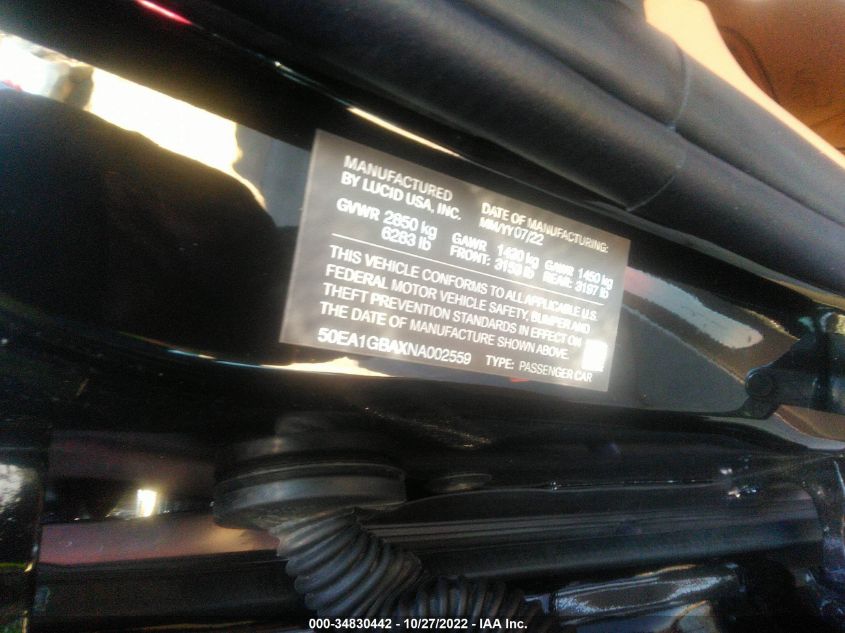 MANUFACTURED
BY LUCID USA, INC.
DATE OF MANUFACTURING:
MM/YY 07/22
GVWR 2850 kg
6283 lb
GAWR 1430 kg
FRONT: 3153 lb
GAWR 1450 kg
REAR: 3197 lb
THIS VEHICLE CONFORMS TO ALL APPLICABLE U.S.
FEDERAL MOTOR VEHICLE SAFETY, BUMPER AND
THEFT PREVENTION STANDARDS IN EFFECT ON
THE DATE OF MANUFACTURE SHOWN ABOVE.
50EA1GBAXNA002559 TYPE: PASSENGER CAR
000-34830442 - 10/27/2022 - IAA Inc.